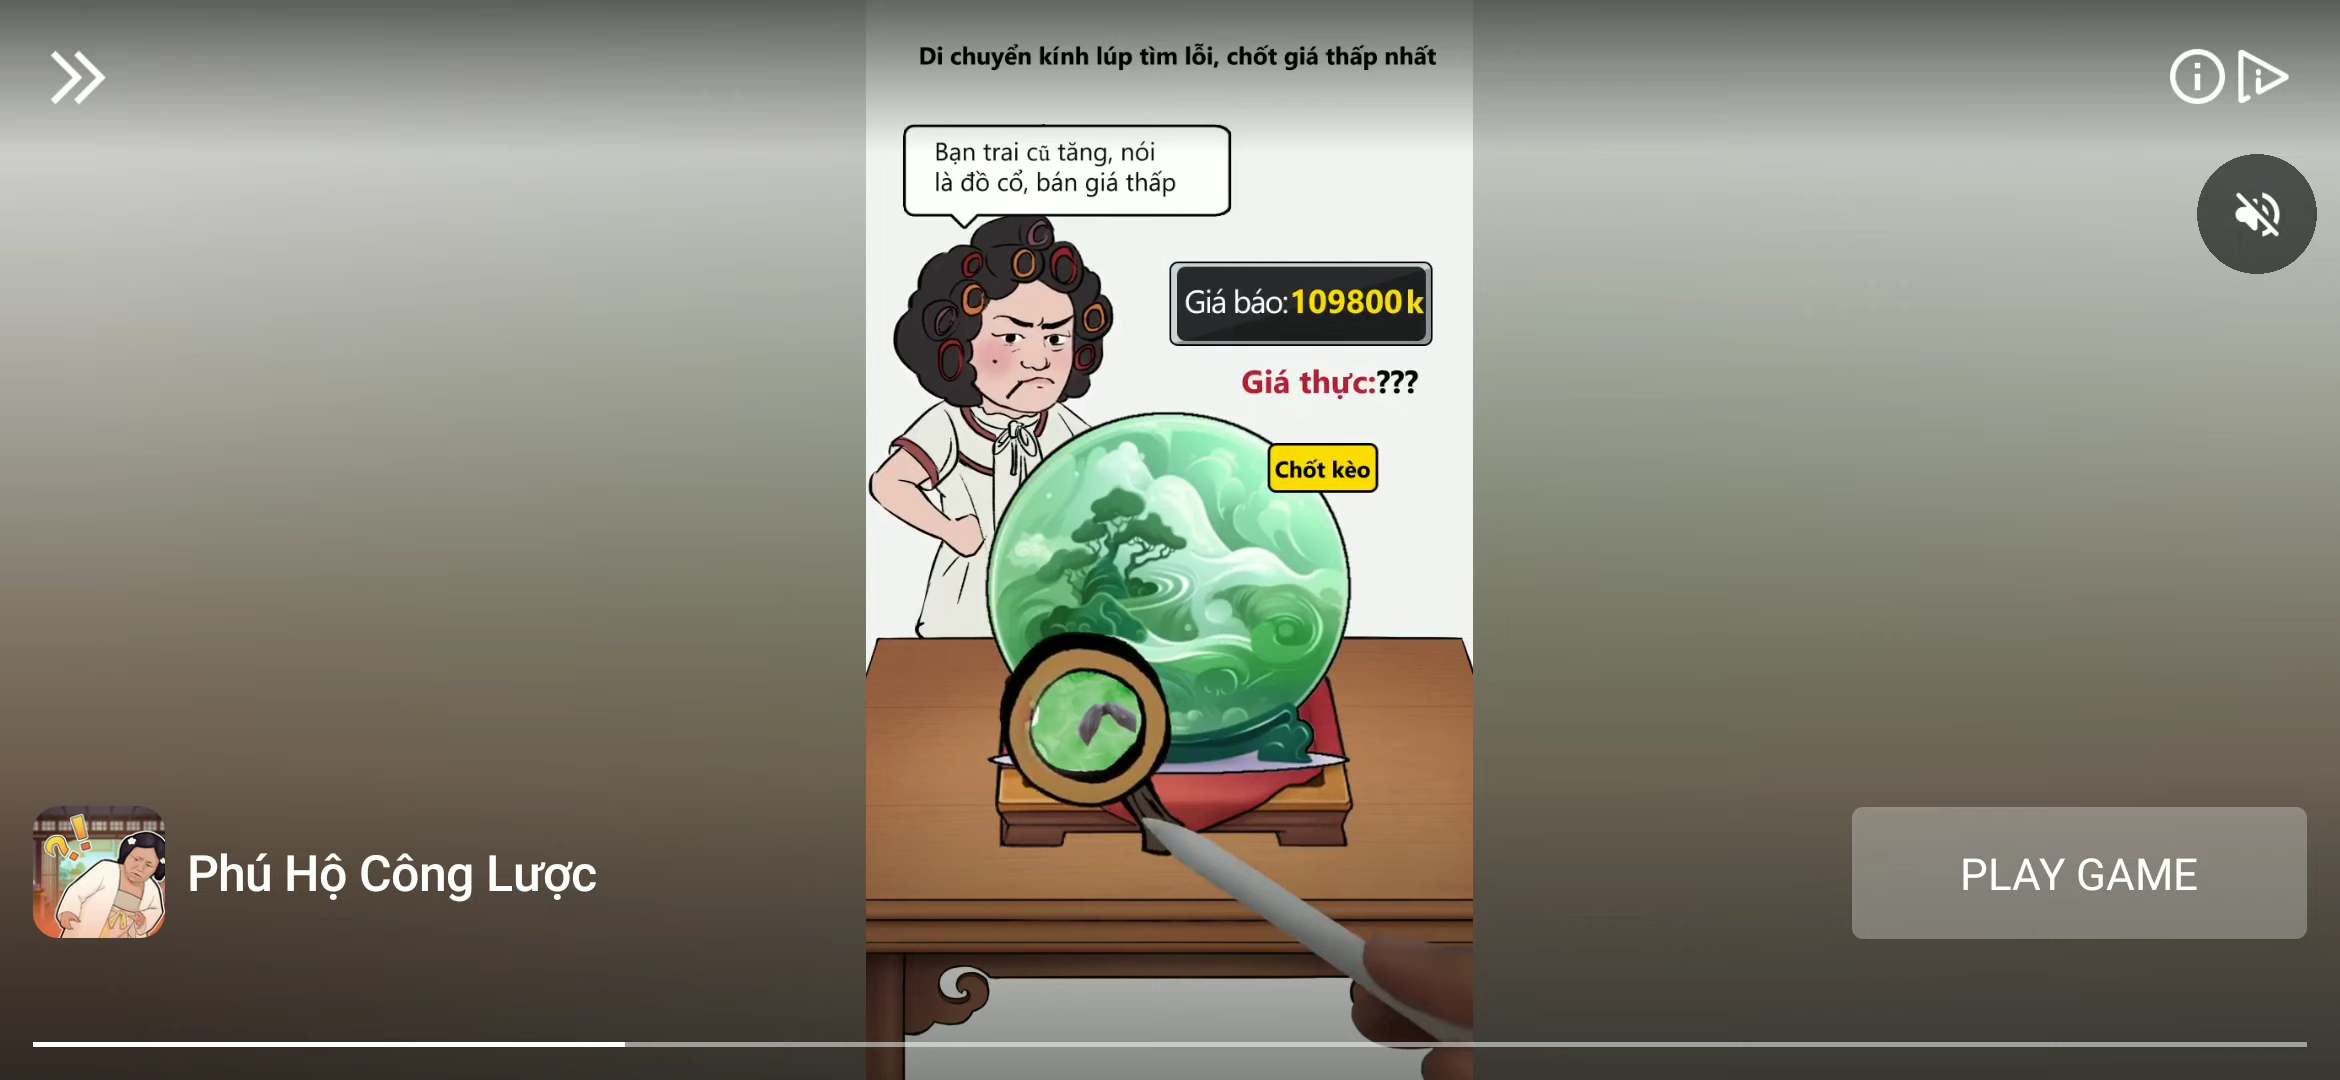 Di chuyển kính lúp tìm lỗi, chốt giá thấp nhất
Bạn trai cũ tăng, nói
là đồ cổ, bán giá thấp
Giá báo:109800k
Giá thực:???
Chốt kèo
Phú Hộ Công Lược
PLAY GAME